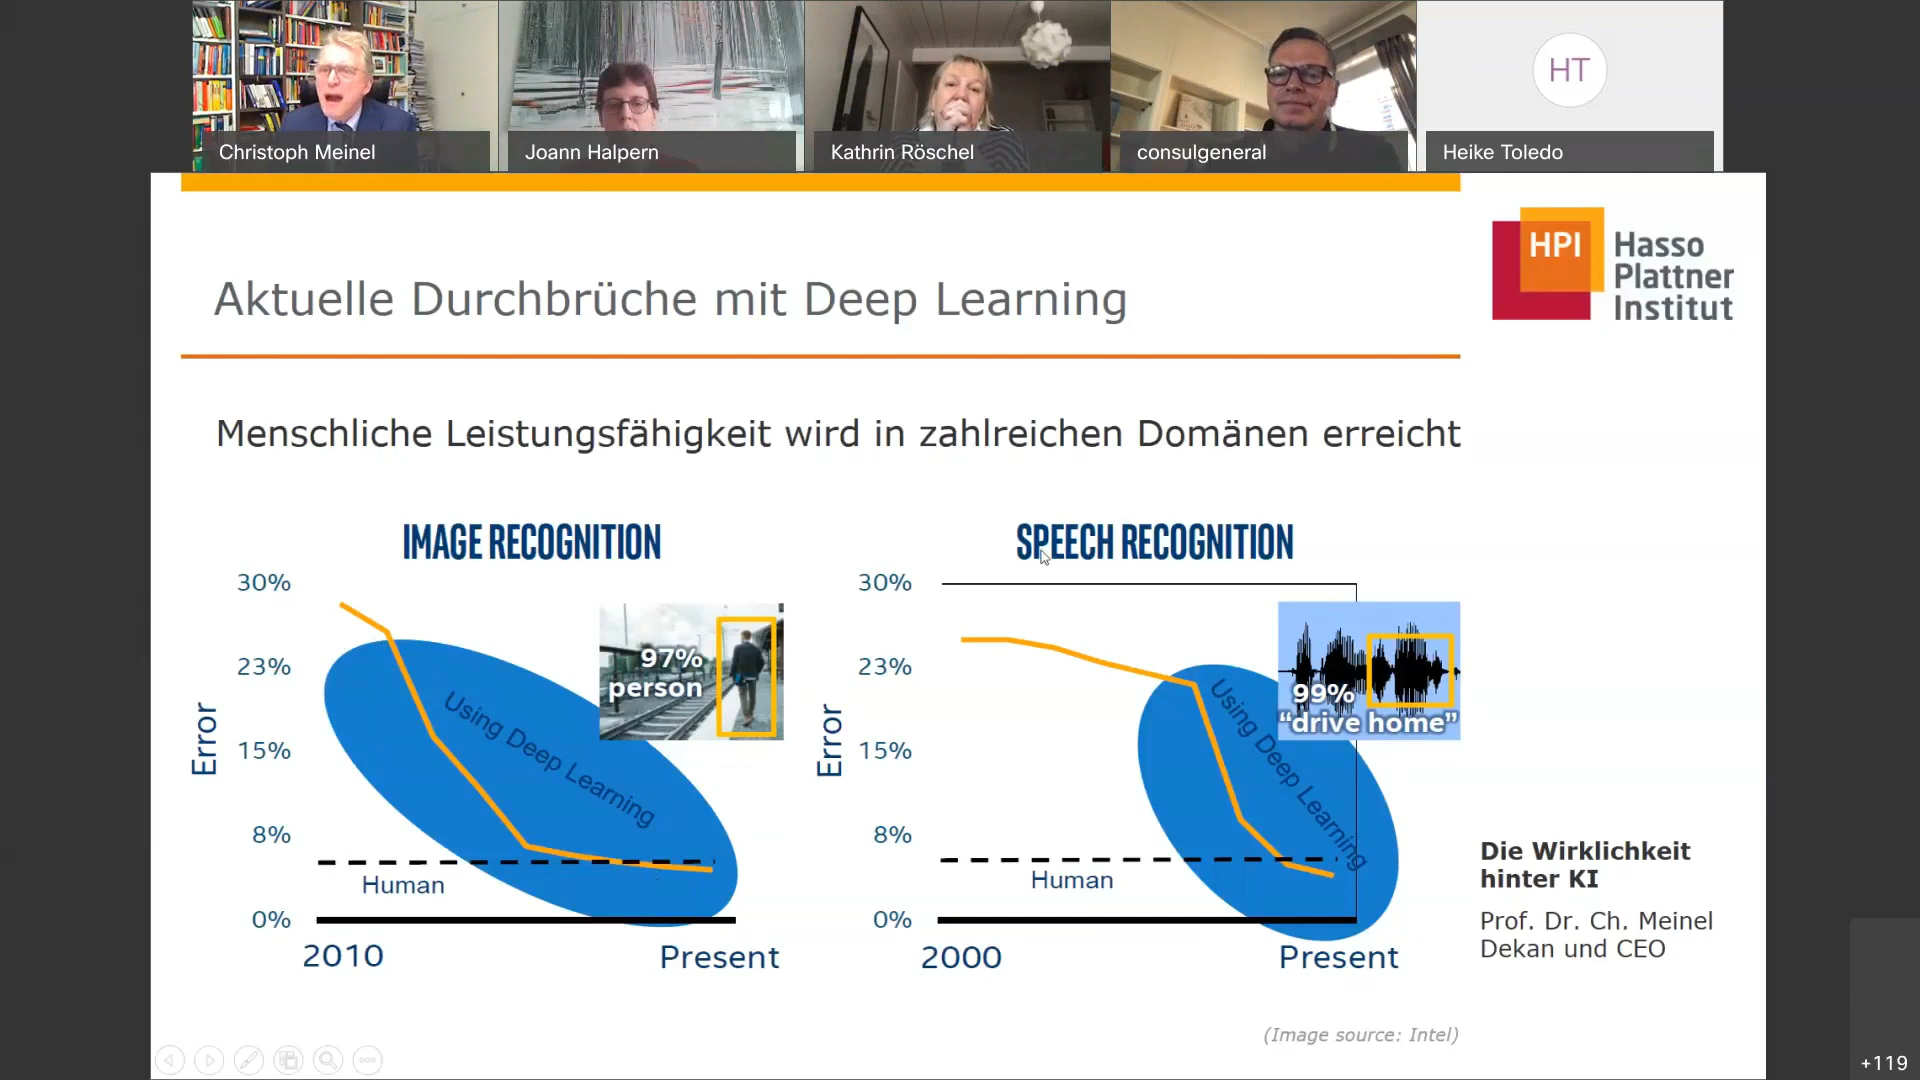 Christoph Meinel
Joann Halpern
Kathrin Röschel
consulgeneral
HT
Heike Toledo
HPI
Hasso
Plattner
Institut
Aktuelle Durchbrüche mit Deep Learning
Menschliche Leistungsfähigkeit wird in zahlreichen Domänen erreicht
IMAGE RECOGNITION
30%
23%
15%
8%
0%
Error
97%
person
Using Deep Learning
Human
2010
Present
SPEECH RECOGNITION
30%
23%
15%
8%
0%
Error
99%
“drive home”
Using Deep Learning
Human
2000
Present
Die Wirklichkeit
hinter KI
Prof. Dr. Ch. Meinel
Dekan und CEO
(Image source: Intel)
+119